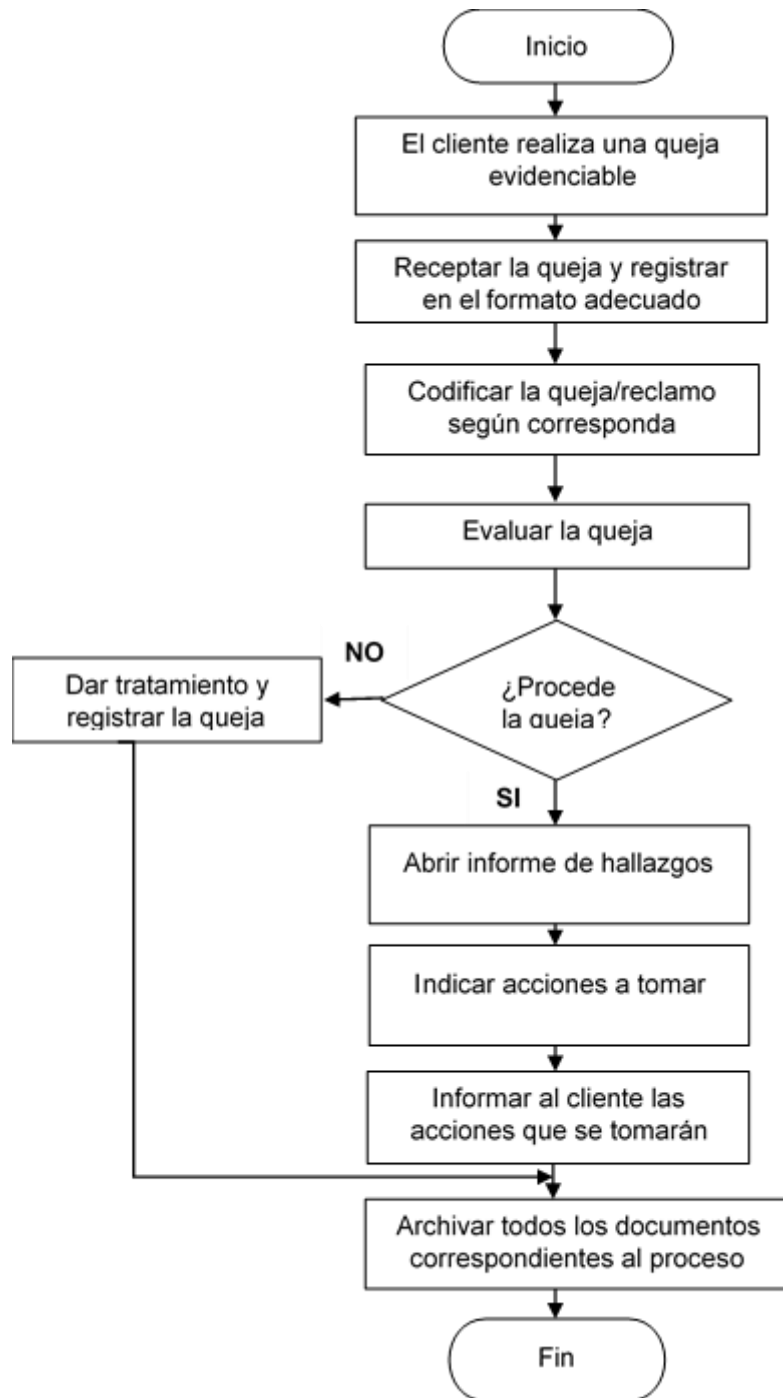 Inicio
El cliente realiza una queja
evidenciable
Receptar la queja y registrar
en el formato adecuado
Codificar la queja/reclamo
según corresponda
Evaluar la queja
NO
Dar tratamiento y
registrar la queja
¿Procede
la queja?
SI
Abrir informe de hallazgos
Indicar acciones a tomar
Informar al cliente las
acciones que se tomarán
Archivar todos los documentos
correspondientes al proceso
Fin